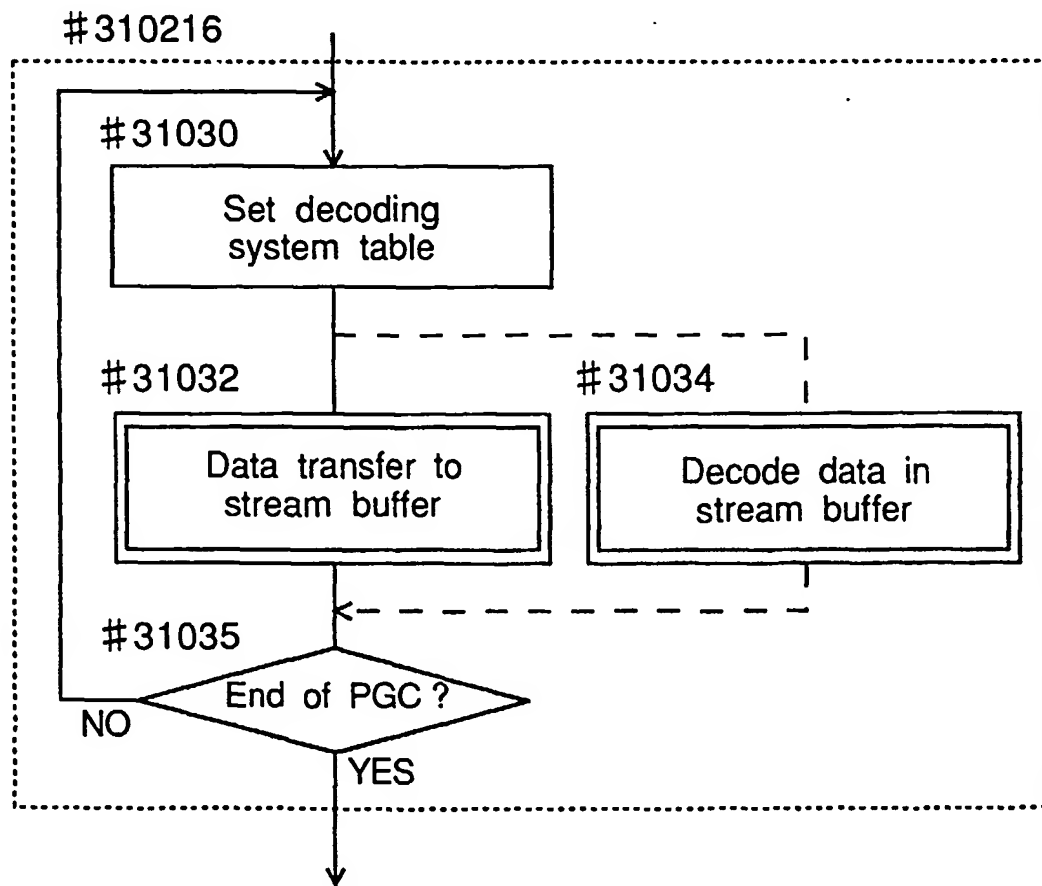 #310216
#31030
Set decoding
system table
#31032
#31034
Data transfer to
stream buffer
Decode data in
stream buffer
#31035
End of PGC?
NO
YES